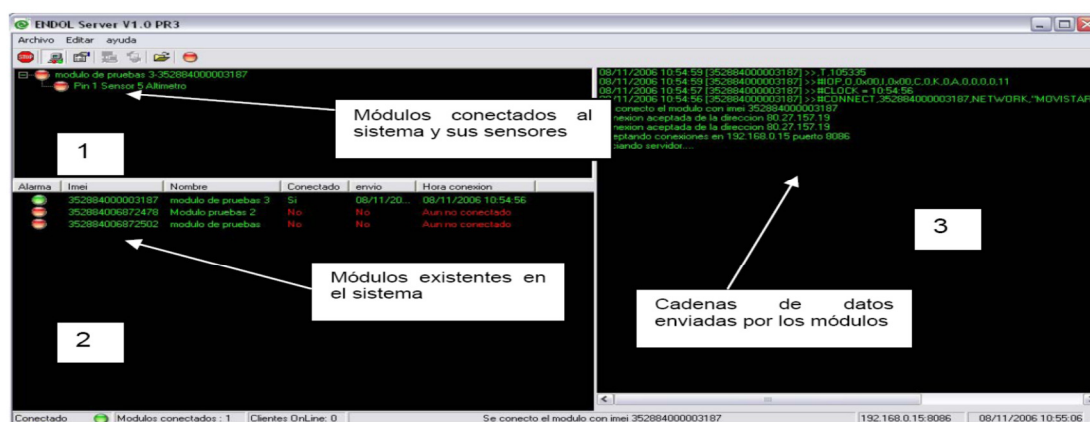 ENDOL Server V1.0 PR3
Archivo Editar ayuda
STOP
modulo de pruebas 3-352884000003187
Pin 1 Sensor 5 Altimetro
Módulos conectados al
sistema y sus sensores
1
Alarma Imei Nombre Conectado envio Hora conexion
352884000003187 modulo de pruebas 3 Si 08/11/20... 08/11/2006 10:54:56
352884006872478 Modulo pruebas 2 No No Aun no conectado
352884006872502 modulo de pruebas No No Aun no conectado
Módulos existentes en
el sistema
2
08/11/2006 10:54:59 [352884000003187] >>,T,105335
08/11/2006 10:54:59 [352884000003187] >>#IOP,O,0x00,I,0x00,C,0,K,0,A,0,0,0,0,11
08/11/2006 10:54:57 [352884000003187] >>#CLOCK = 10:54:56
08/11/2006 10:54:56 [352884000003187] >>#CONNECT,352884000003187,NETWORK,"MOVISTAR
conecto el modulo con imei 352884000003187
nexion aceptada de la direccion 80.27.157.19
nexion aceptada de la direccion 80.27.157.19
eptando conexiones en 192.168.0.15 puerto 8086
ciando servidor....
3
Cadenas de datos
enviadas por los módulos
Conectado Modulos conectados : 1 Clientes OnLine: 0 Se conecto el modulo con imei 352884000003187 192.168.0.15:8086 08/11/2006 10:55:06